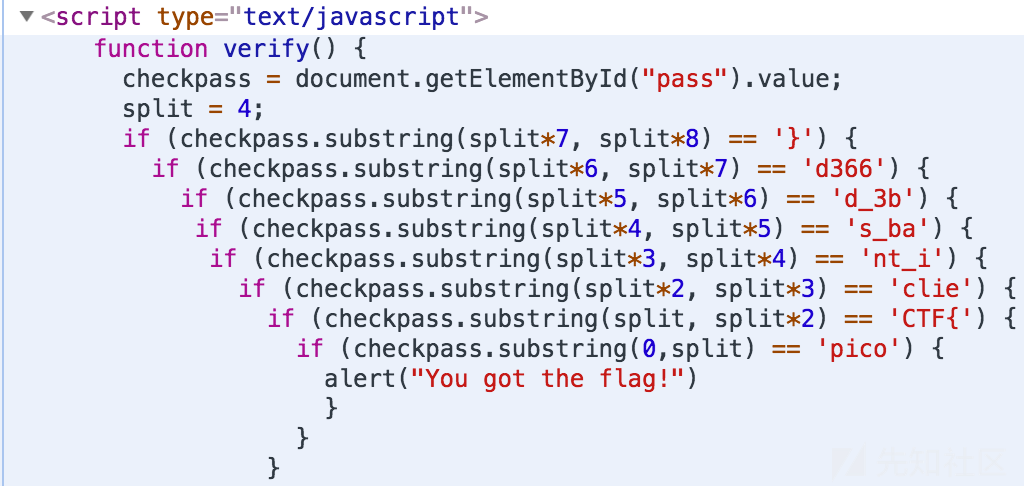 ▼<script type="text/javascript">
function verify() {
checkpass = document.getElementById("pass").value;
split = 4;
if (checkpass.substring(split*7, split*8) == '}') {
if (checkpass.substring(split*6, split*7) == 'd366') {
if (checkpass.substring(split*5, split*6) == 'd_3b') {
if (checkpass.substring(split*4, split*5) == 's_ba') {
if (checkpass.substring(split*3, split*4) == 'nt_i') {
if (checkpass.substring(split*2, split*3) == 'clie') {
if (checkpass.substring(split, split*2) == 'CTF{') {
if (checkpass.substring(0,split) == 'pico') {
alert("You got the flag!")
}
}
}